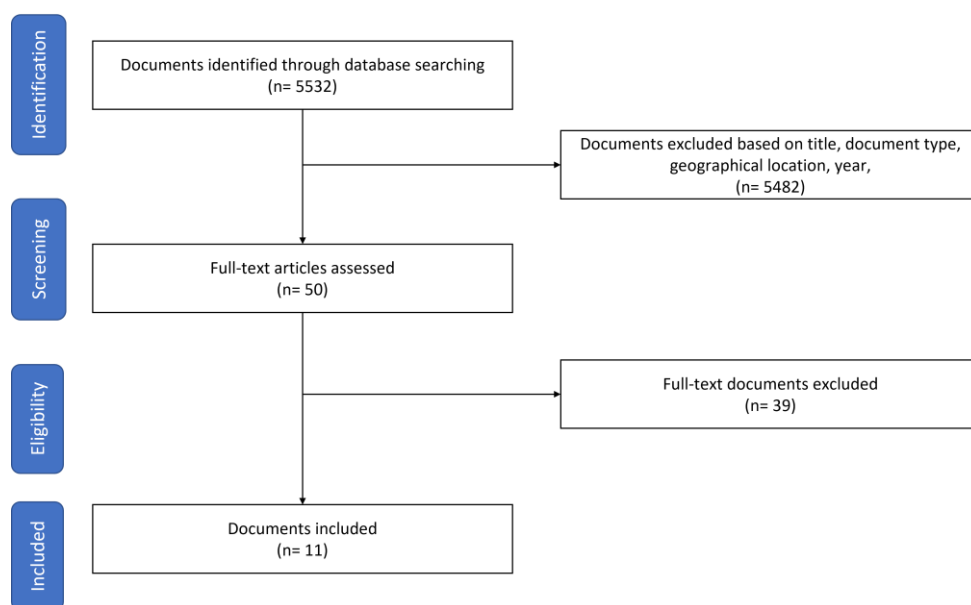 Identification
Documents identified through database searching
(n= 5532)
Documents excluded based on title, document type,
geographical location, year,
(n= 5482)
Screening
Full-text articles assessed
(n= 50)
Eligibility
Full-text documents excluded
(n= 39)
Included
Documents included
(n= 11)